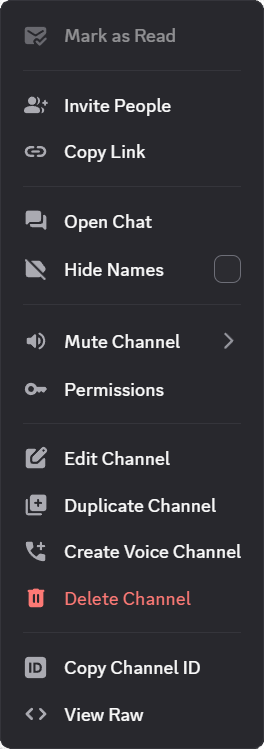 Mark as Read
Invite People
Copy Link
Open Chat
Hide Names
Mute Channel
Permissions
Edit Channel
Duplicate Channel
Create Voice Channel
Delete Channel
ID Copy Channel ID
View Raw